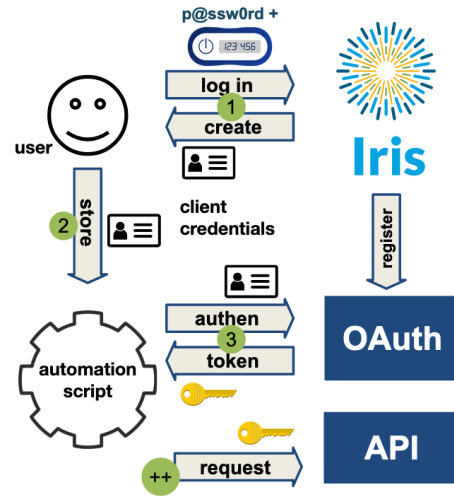 p@ssw0rd +
123 456
log in
1
create
user
Iris
client
credentials
2
store
register
authen
3
token
OAuth
automation
script
API
++
request